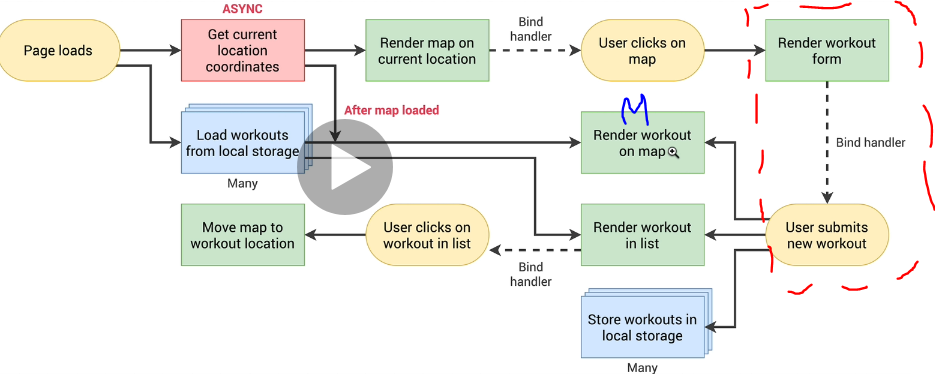 ASYNC
Page loads
Get current
location
coordinates
Render map on
current location
Bind
handler
User clicks on
map
Render workout
form
After map loaded
M
Load workouts
from local storage
Many
Render workout
on map
Bind handler
Move map to
workout location
User clicks on
workout in list
Bind
handler
Render workout
in list
User submits
new workout
Store workouts in
local storage
Many